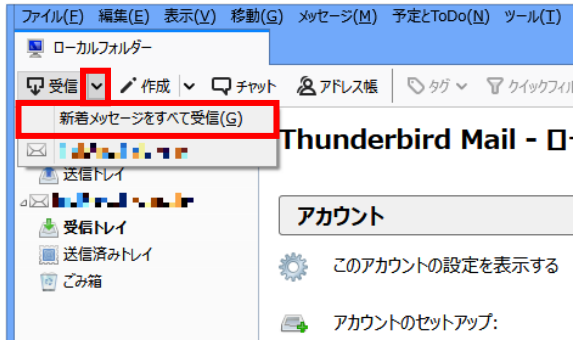 ファイル(F) 編集(E) 表示(V) 移動(G) メッセージ(M) 予定とToDo(N) ツール(T)
ローカルフォルダー
受信 作成 チャット アドレス帳 タグ クイックフィル
新着メッセージをすべて受信(G)
Thunderbird Mail - ロ
送信トレイ
受信トレイ
アカウント
送信済みトレイ
このアカウントの設定を表示する
ごみ箱
アカウントのセットアップ: